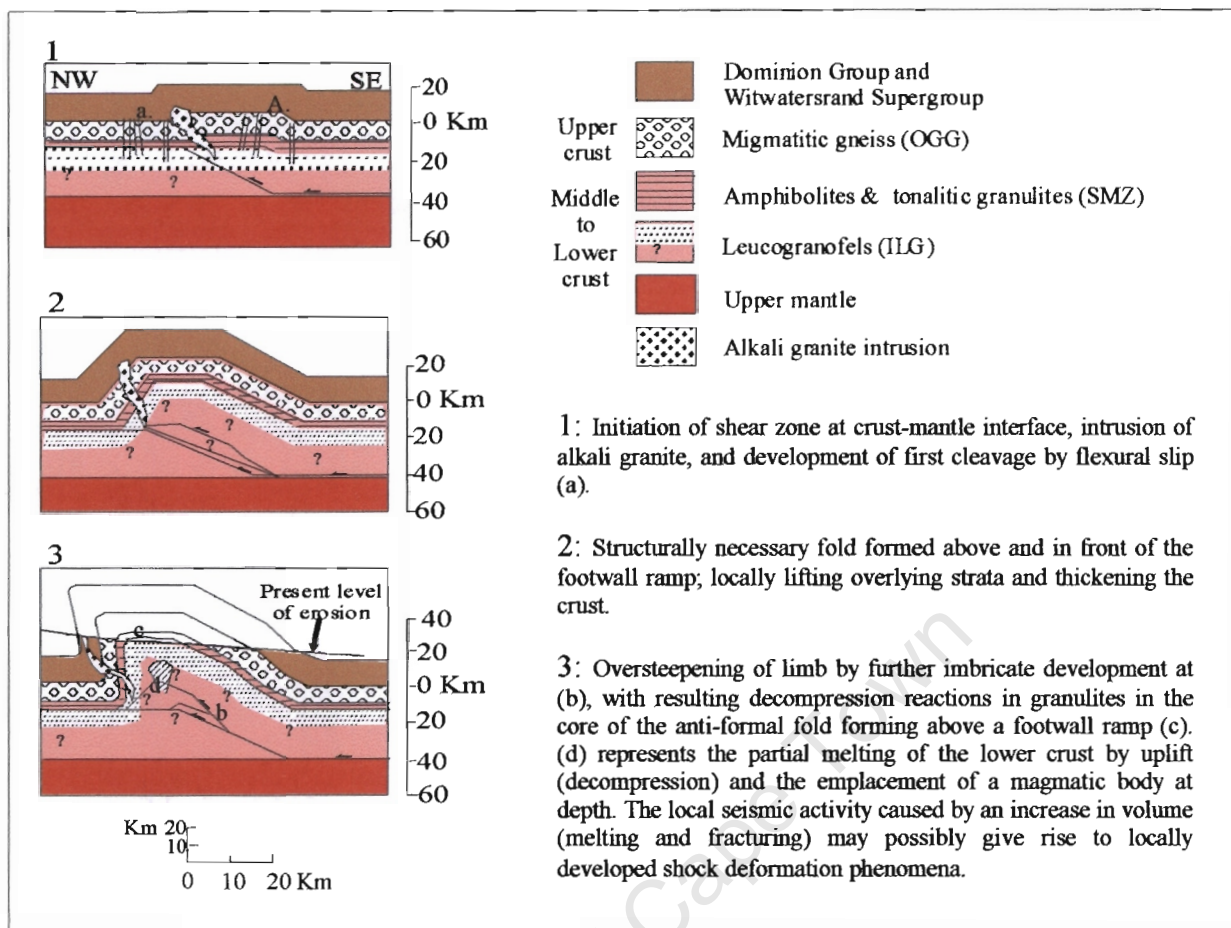 1
NW SE
a. A.
20
0 Km
20
40
60
? ?
2
20
0 Km
20
40
60
? ? ? ? ?
3
Present level
of erosion
40
20
0 Km
20
40
60
c
d
b
? ? ? ? ? ?
Km 20
10
0 10 20 Km
Dominion Group and
Witwatersrand Supergroup
Upper
crust
Migmatitic gneiss (OGG)
Middle
to
Lower
crust
Amphibolites & tonalitic granulites (SMZ)
?
Leucogranofels (ILG)
Upper mantle
Alkali granite intrusion
1: Initiation of shear zone at crust-mantle interface, intrusion of
alkali granite, and development of first cleavage by flexural slip
(a).
2: Structurally necessary fold formed above and in front of the
footwall ramp; locally lifting overlying strata and thickening the
crust.
3: Oversteepening of limb by further imbricate development at
(b), with resulting decompression reactions in granulites in the
core of the anti-formal fold forming above a footwall ramp (c).
(d) represents the partial melting of the lower crust by uplift
(decompression) and the emplacement of a magmatic body at
depth. The local seismic activity caused by an increase in volume
(melting and fracturing) may possibly give rise to locally
developed shock deformation phenomena.
Cape Town